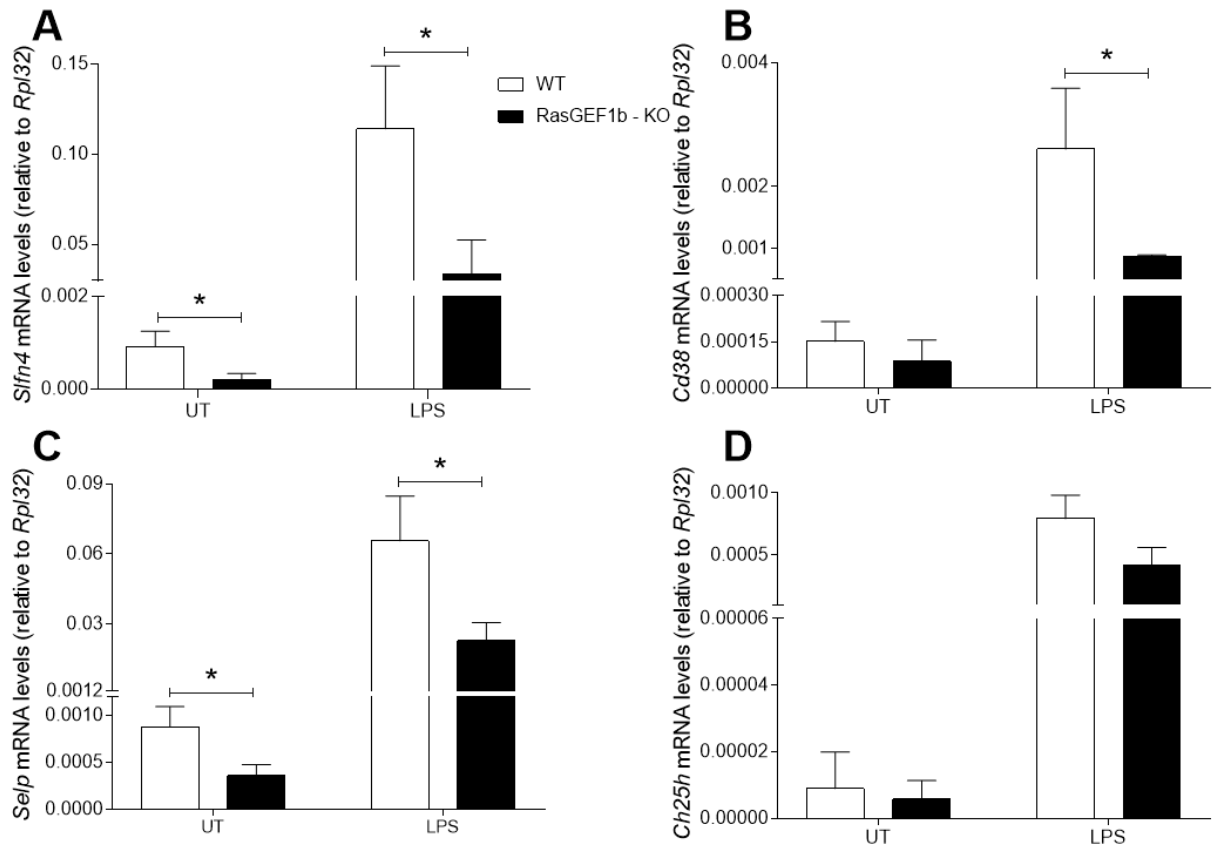 A
Slfn4 mRNA levels (relative to Rpl32)
0.15
0.10
0.05
0.002
0.000
*
*
UT
LPS
WT
RasGEF1b - KO
B
Cd38 mRNA levels (relative to Rpl32)
0.004
0.002
0.001
0.00030
0.00015
0.00000
*
UT
LPS
C
Selp mRNA levels (relative to Rpl32)
0.09
0.06
0.03
0.0012
0.0010
0.0005
0.0000
*
*
UT
LPS
D
Ch25h mRNA levels (relative to Rpl32)
0.0010
0.0005
0.00006
0.00004
0.00002
0.00000
UT
LPS